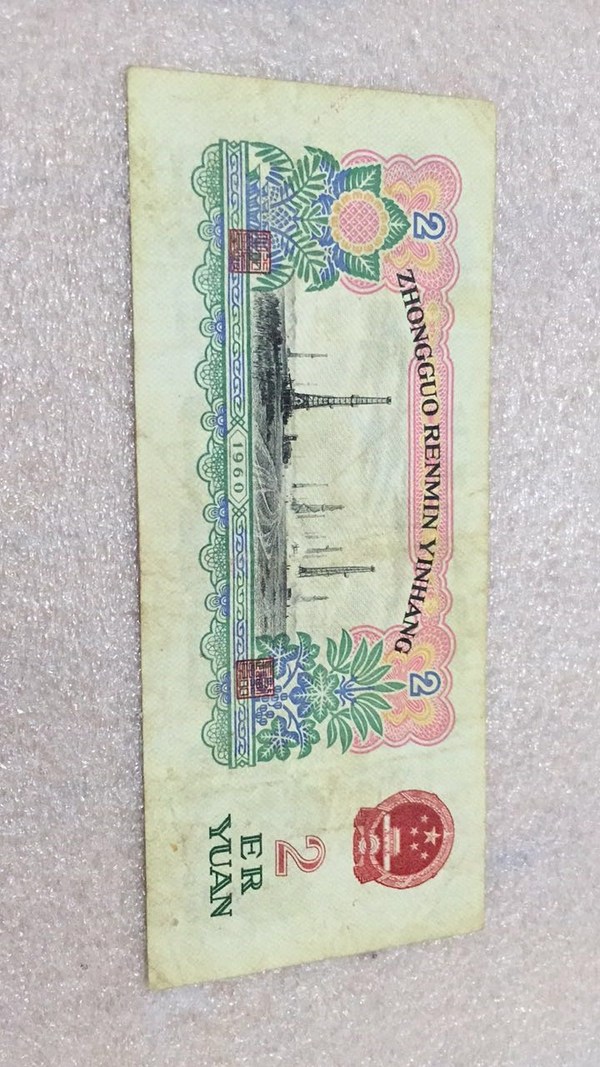 ZHONGGUO RENMIN YINHANG
2 2
1960
2
ER
YUAN